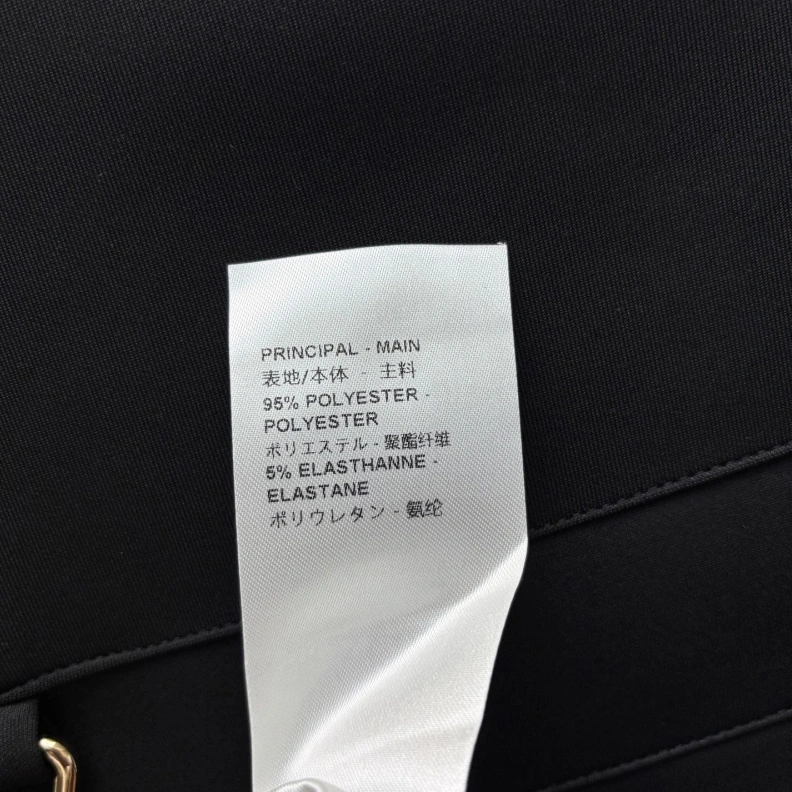 PRINCIPAL - MAIN
表地/本体 - 主料
95% POLYESTER -
POLYESTER
ポリエステル - 聚酯纤维
5% ELASTHANNE -
ELASTANE
ポリウレタン - 氨纶